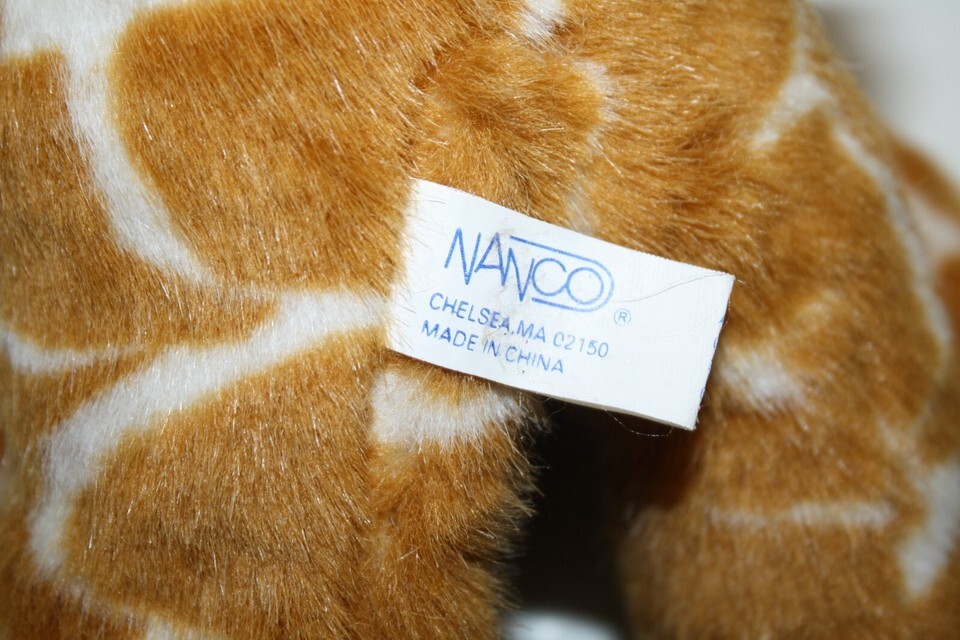 NANCO ®
CHELSEA, MA 02150
MADE IN CHINA